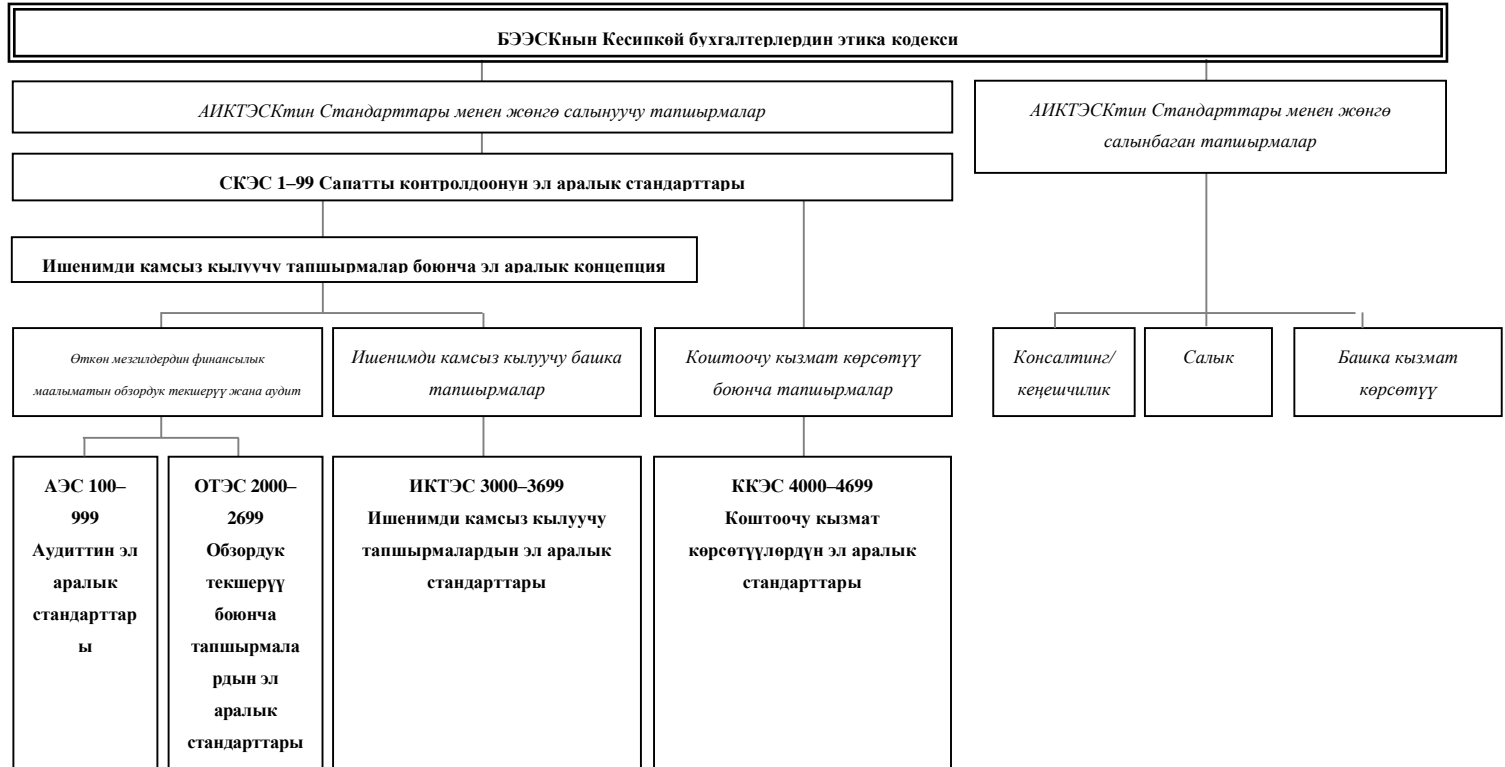 БЭЭСКнын Кесипкөй бухгалтерлердин этика кодекси
АИКТЭСКтин Стандарттары менен жөнгө салынуучу тапшырмалар
АИКТЭСКтин Стандарттары менен жөнгө
салынбаган тапшырмалар
СКЭС 1–99 Сапатты контролдоонун эл аралык стандарттары
Ишенимди камсыз кылуучу тапшырмалар боюнча эл аралык концепция
Өткөн мезгилдердин финансылык
маалыматын обзордук текшерүү жана аудит
Ишенимди камсыз кылуучу башка
тапшырмалар
Коштоочу кызмат көрсөтүү
боюнча тапшырмалар
Консалтинг/
кеңешчилик
Салык
Башка кызмат
көрсөтүү
АЭС 100–
999
Аудиттин эл
аралык
стандарттар
ы
ОТЭС 2000–
2699
Обзордук
текшерүү
боюнча
тапшырмала
рдын эл
аралык
стандарттары
ИКТЭС 3000–3699
Ишенимди камсыз кылуучу
тапшырмалардын эл аралык
стандарттары
ККЭС 4000–4699
Коштоочу кызмат
көрсөтүүлөрдүн эл аралык
стандарттары